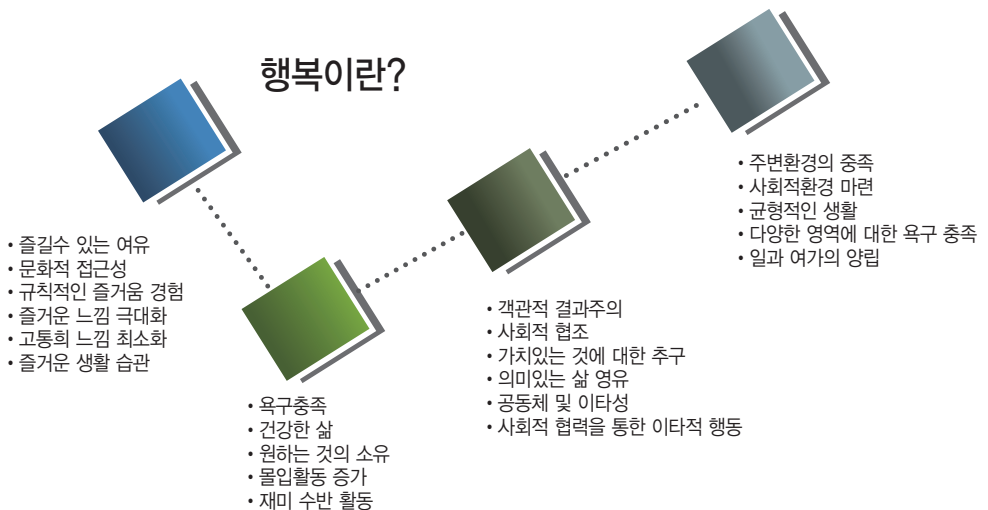 행복이란?
• 즐길수 있는 여유
• 문화적 접근성
• 규칙적인 즐거움 경험
• 즐거운 느낌 극대화
• 고통희 느낌 최소화
• 즐거운 생활 습관
• 욕구충족
• 건강한 삶
• 원하는 것의 소유
• 몰입활동 증가
• 재미 수반 활동
• 객관적 결과주의
• 사회적 협조
• 가치있는 것에 대한 추구
• 의미있는 삶 영유
• 공동체 및 이타성
• 사회적 협력을 통한 이타적 행동
• 주변환경의 중족
• 사회적환경 마련
• 균형적인 생활
• 다양한 영역에 대한 욕구 충족
• 일과 여가의 양립